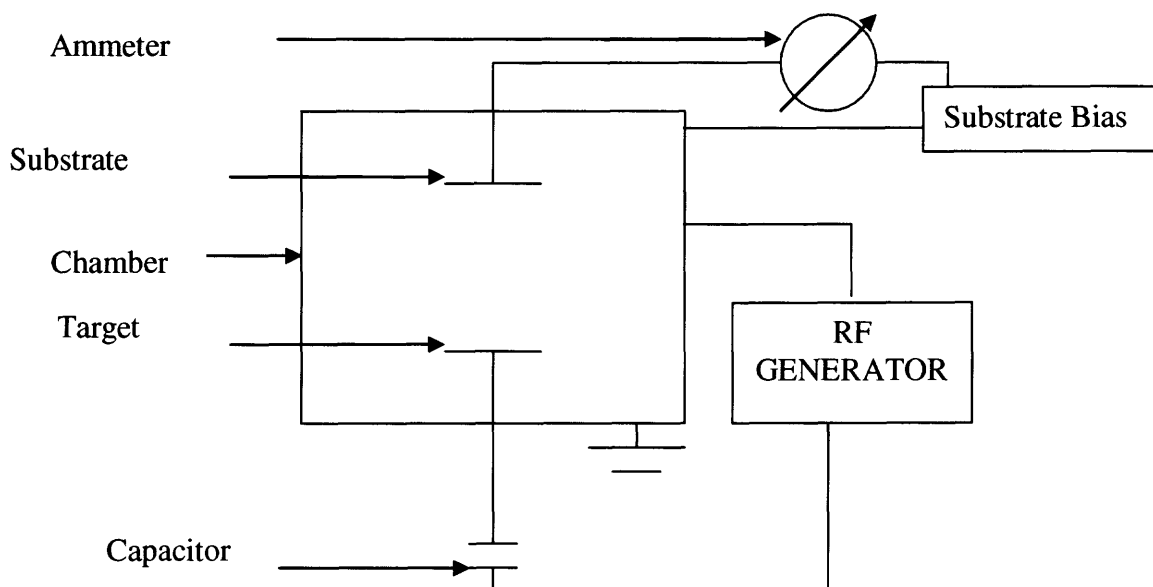 Ammeter
Substrate Bias
Substrate
Chamber
Target
RF
GENERATOR
Capacitor